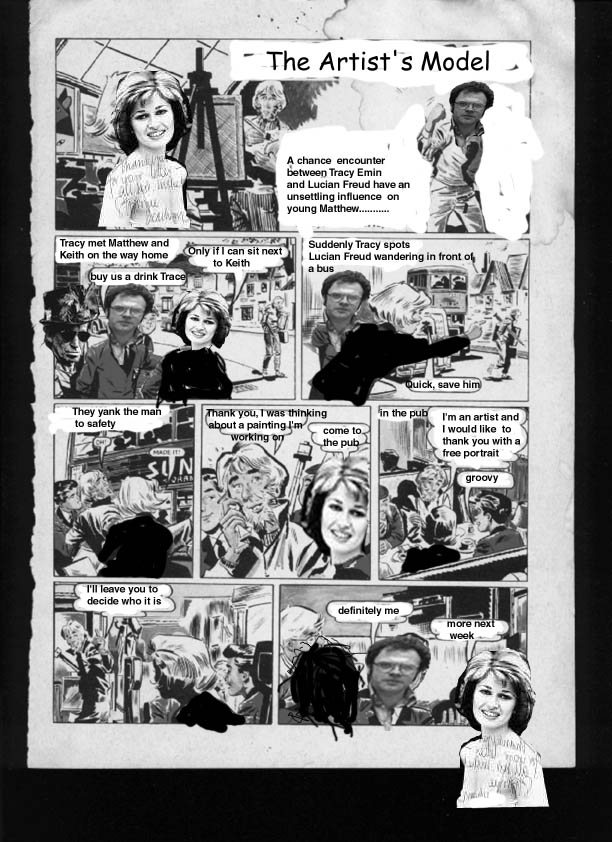 The Artist's Model
A chance encounter
between Tracy Emin
and Lucian Freud have an
unsettling influence on
young Matthew...........
Tracy met Matthew and
Keith on the way home
buy us a drink Trace
Only if I can sit next
to Keith
Suddenly Tracy spots
Lucian Freud wandering in front of
a bus
Quick, save him
They yank the man
to safety
OH!
MADE IT!
SUN
Thank you, I was thinking
about a painting I'm
working on
come to
the pub
in the pub
I'm an artist and
I would like to
thank you with a
free portrait
groovy
I'll leave you to
decide who it is
definitely me
more next
week